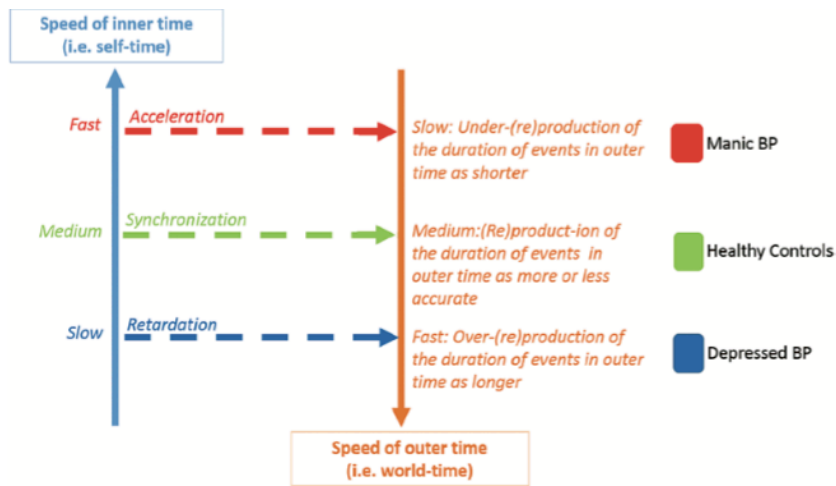 Speed of inner time
(i.e. self-time)
Fast
Acceleration
Slow: Under-(re)production of
the duration of events in outer
time as shorter
Manic BP
Medium
Synchronization
Medium:(Re)product-ion of
the duration of events in
outer time as more or less
accurate
Healthy Controls
Slow
Retardation
Fast: Over-(re)production of
the duration of events in outer
time as longer
Depressed BP
Speed of outer time
(i.e. world-time)